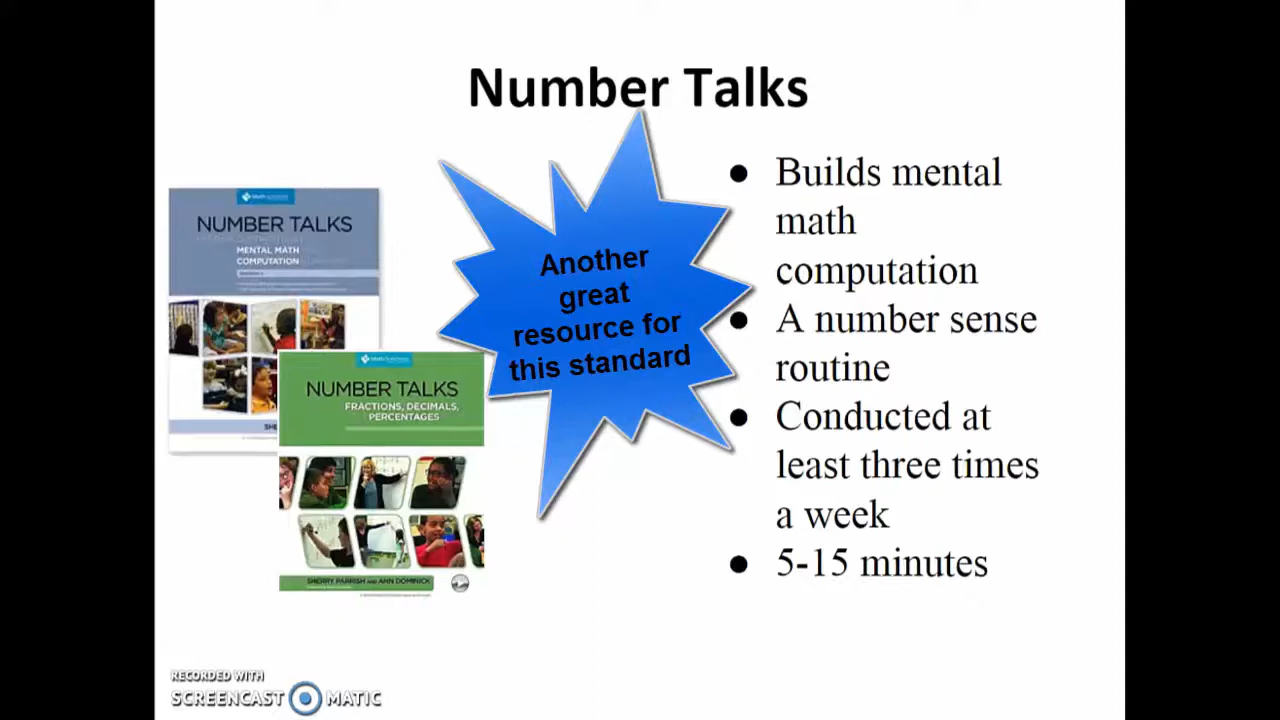 Number Talks
NUMBER TALKS
MENTAL MATH
COMPUTATION
NUMBER TALKS
FRACTIONS, DECIMALS,
PERCENTAGES
SHERRY PARRISH AND ANN DOMINICK
Another
great
resource for
this standard
● Builds mental
math
computation
● A number sense
routine
● Conducted at
least three times
a week
● 5-15 minutes
RECORDED WITH
SCREENCAST MATIC